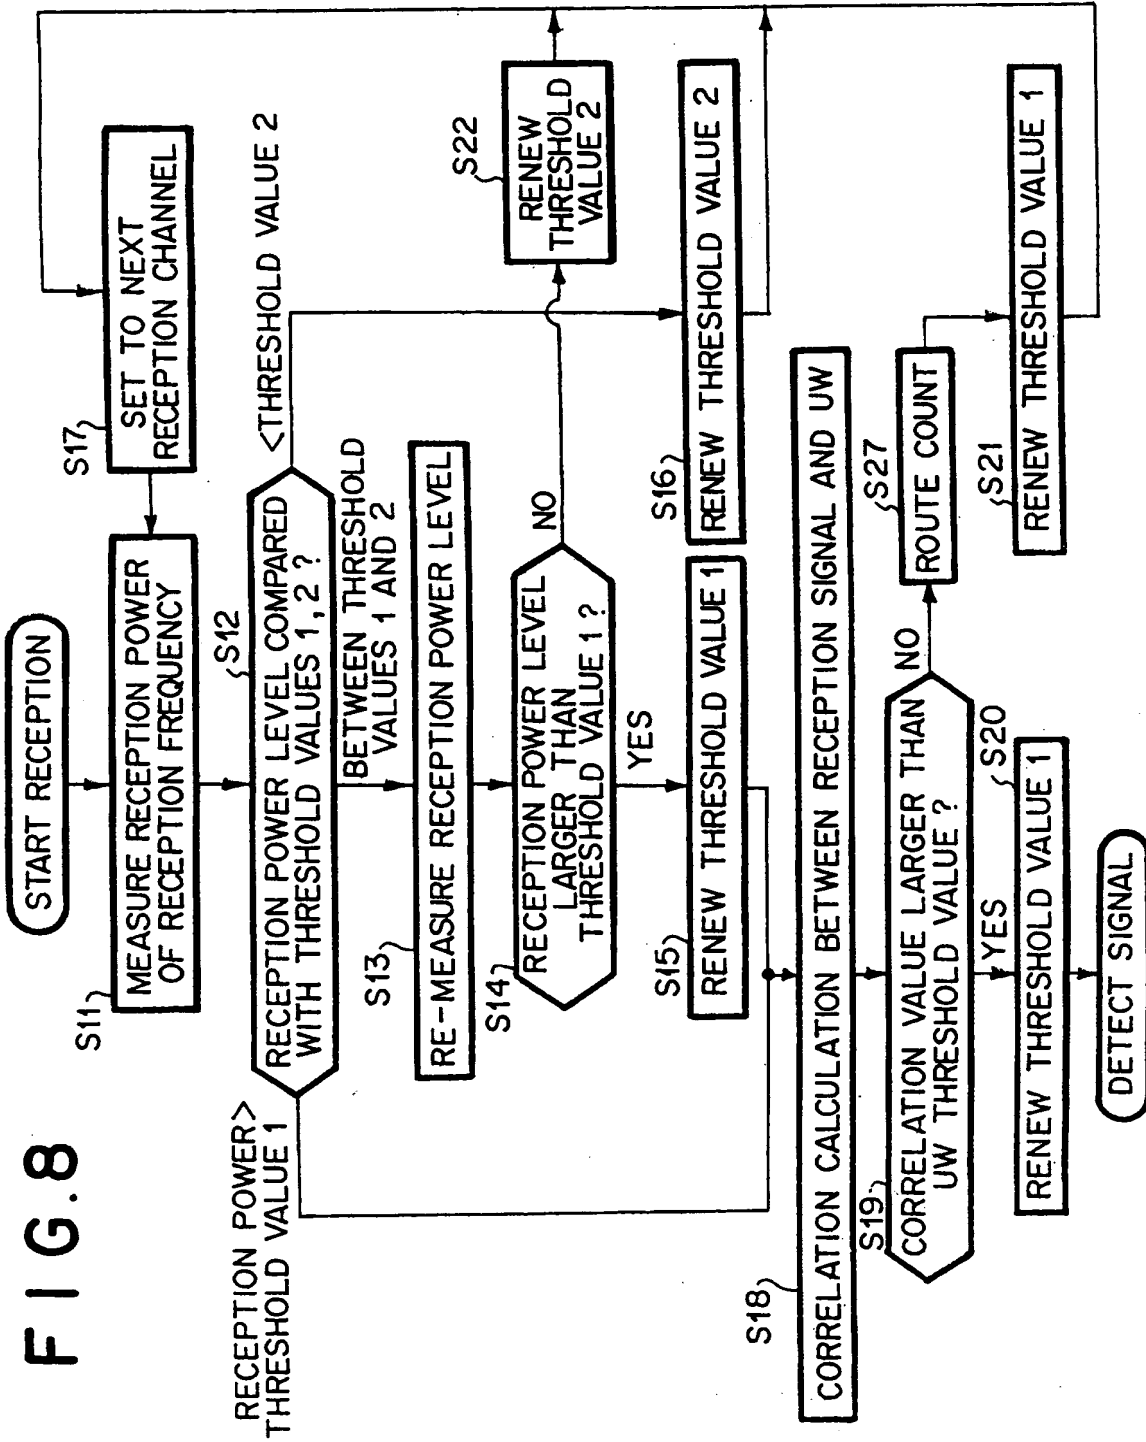 FIG.8
START RECEPTION
S11
MEASURE RECEPTION POWER
OF RECEPTION FREQUENCY
S17
SET TO NEXT
RECEPTION CHANNEL
S12
RECEPTION POWER LEVEL COMPARED
WITH THRESHOLD VALUES 1,2 ?
RECEPTION POWER>
THRESHOLD VALUE 1
<THRESHOLD VALUE 2
BETWEEN THRESHOLD
VALUES 1 AND 2
S13
RE-MEASURE RECEPTION POWER LEVEL
S14
RECEPTION POWER LEVEL
LARGER THAN
THRESHOLD VALUE 1 ?
NO
S22
RENEW
THRESHOLD
VALUE 2
YES
S15
RENEW THRESHOLD VALUE 1
S16
RENEW THRESHOLD VALUE 2
S18
CORRELATION CALCULATION BETWEEN RECEPTION SIGNAL AND UW
S19
CORRELATION VALUE LARGER THAN
UW THRESHOLD VALUE ?
NO
S27
ROUTE COUNT
S21
RENEW THRESHOLD VALUE 1
YES
S20
RENEW THRESHOLD VALUE 1
DETECT SIGNAL